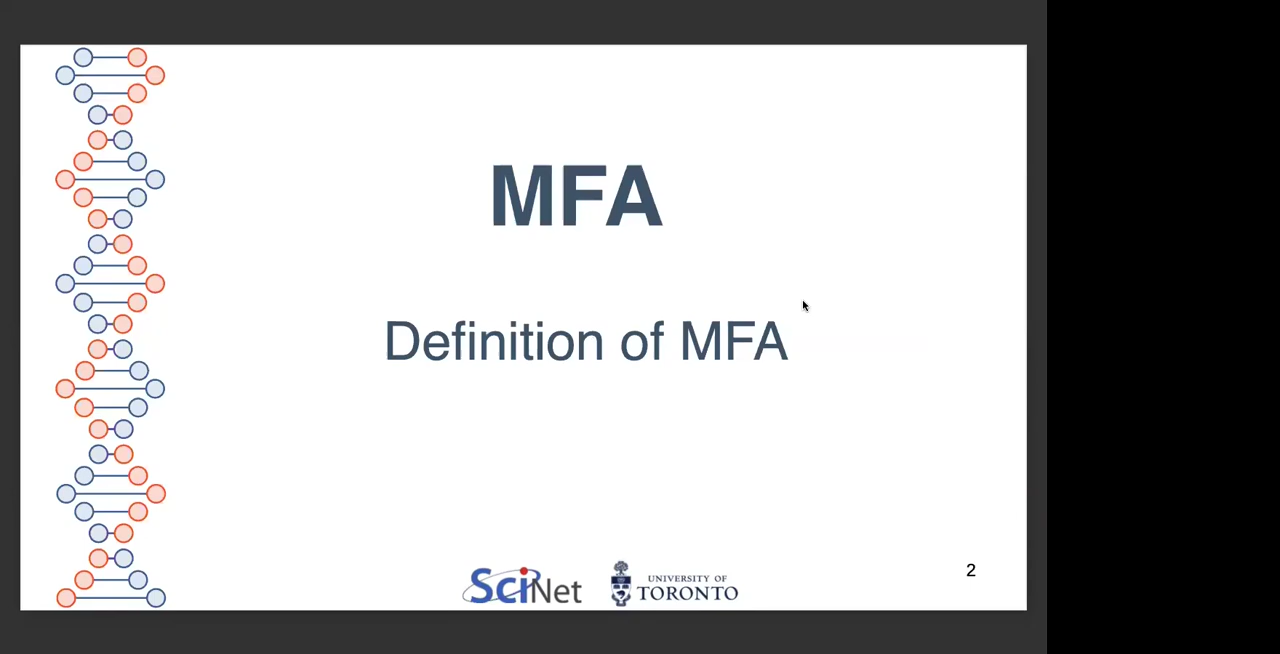 MFA
Definition of MFA
SciNet
UNIVERSITY OF
TORONTO
2